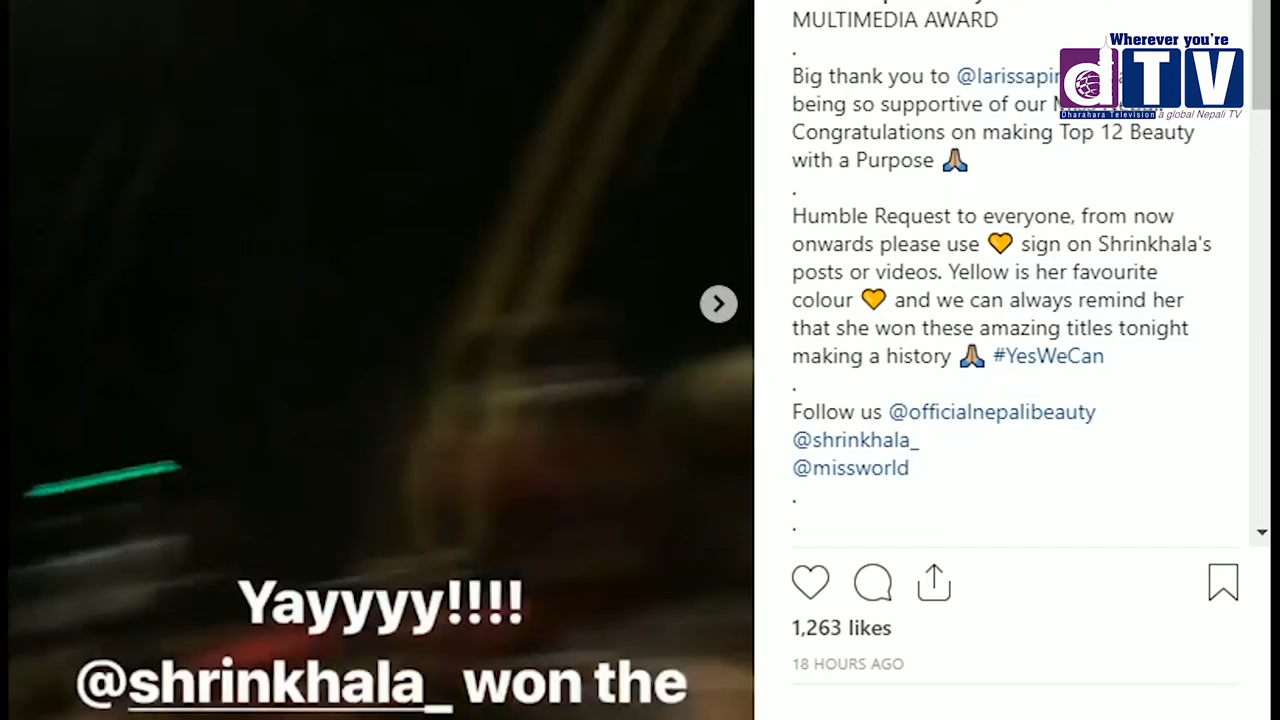 MULTIMEDIA AWARD
.
Big thank you to @larissapin
being so supportive of our
Congratulations on making Top 12 Beauty
with a Purpose 🙏🏽
.
Humble Request to everyone, from now
onwards please use 💛 sign on Shrinkhala's
posts or videos. Yellow is her favourite
colour 💛 and we can always remind her
that she won these amazing titles tonight
making a history 🙏🏽 #YesWeCan
.
Follow us @officialnepalibeauty
@shrinkhala_
@missworld
.
.
1,263 likes
18 HOURS AGO
Yayyyy!!!!
@shrinkhala_ won the
Wherever you're
dTV
Dharahara Television a global Nepali TV